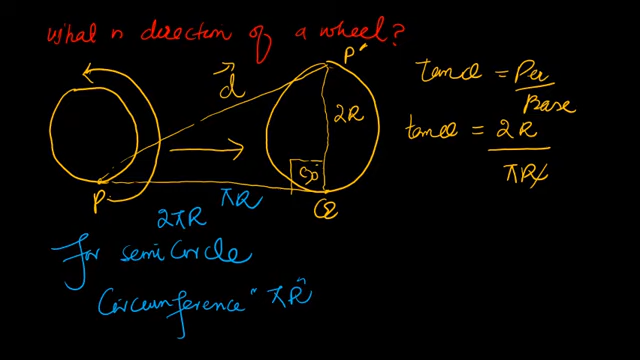 What n direction of a wheel?
P'
d
2R
90°
P
Q
πR
2πR
For semi circle
Circumference = πR
tanα = Per / Base
tanα = 2R / πR